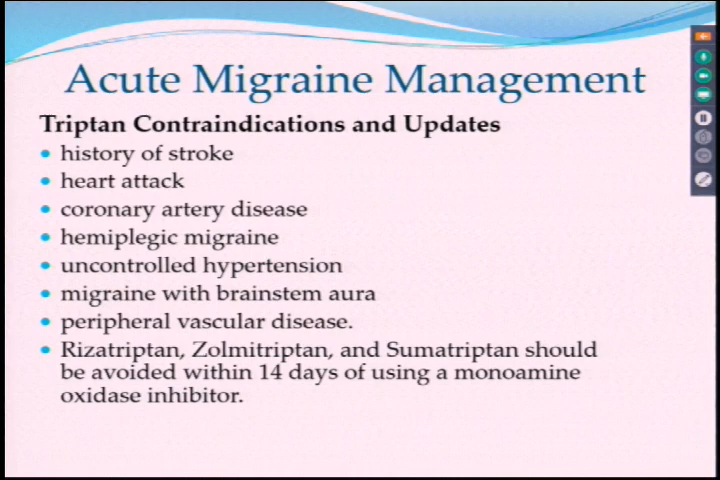 Acute Migraine Management
Triptan Contraindications and Updates
• history of stroke
• heart attack
• coronary artery disease
• hemiplegic migraine
• uncontrolled hypertension
• migraine with brainstem aura
• peripheral vascular disease.
• Rizatriptan, Zolmitriptan, and Sumatriptan should
be avoided within 14 days of using a monoamine
oxidase inhibitor.